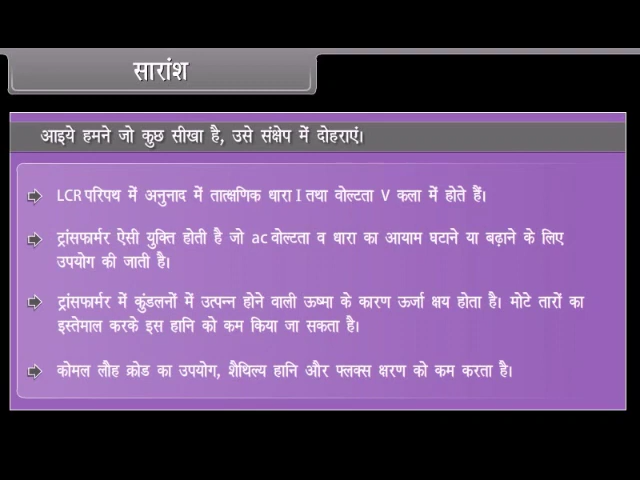 सारांश
आइये हमने जो कुछ सीखा है, उसे संक्षेप में दोहराएं।
LCR परिपथ में अनुनाद में तात्क्षणिक धारा I तथा वोल्टता V कला में होते हैं।
ट्रांसफार्मर ऐसी युक्ति होती है जो ac वोल्टता व धारा का आयाम घटाने या बढ़ाने के लिए
उपयोग की जाती है।
ट्रांसफार्मर में कुंडलनों में उत्पन्न होने वाली ऊष्मा के कारण ऊर्जा क्षय होता है। मोटे तारों का
इस्तेमाल करके इस हानि को कम किया जा सकता है।
कोमल लौह क्रोड का उपयोग, शैथिल्य हानि और फ्लक्स क्षरण को कम करता है।